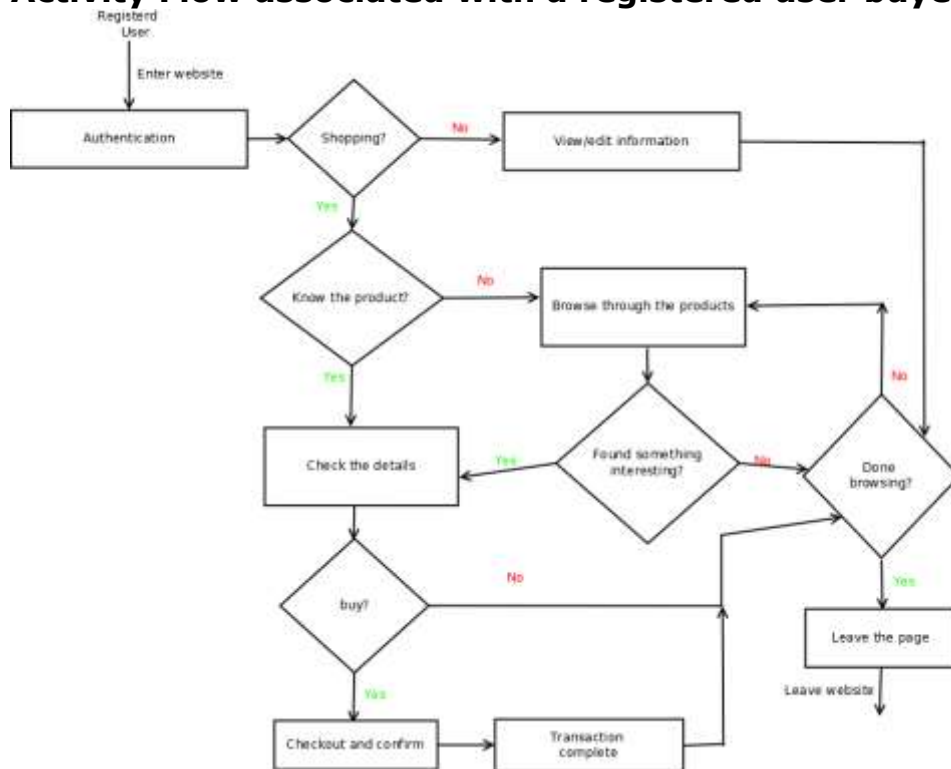 Activity Flow associated with a registered user buye
Registerd
User
Enter website
Authentication
Shopping?
No
View/edit information
Yes
Know the product?
No
Browse through the products
Yes
No
Check the details
Yes
Found something
interesting?
No
Done
browsing?
buy?
No
Yes
Leave the page
Yes
Leave website
Checkout and confirm
Transaction
complete